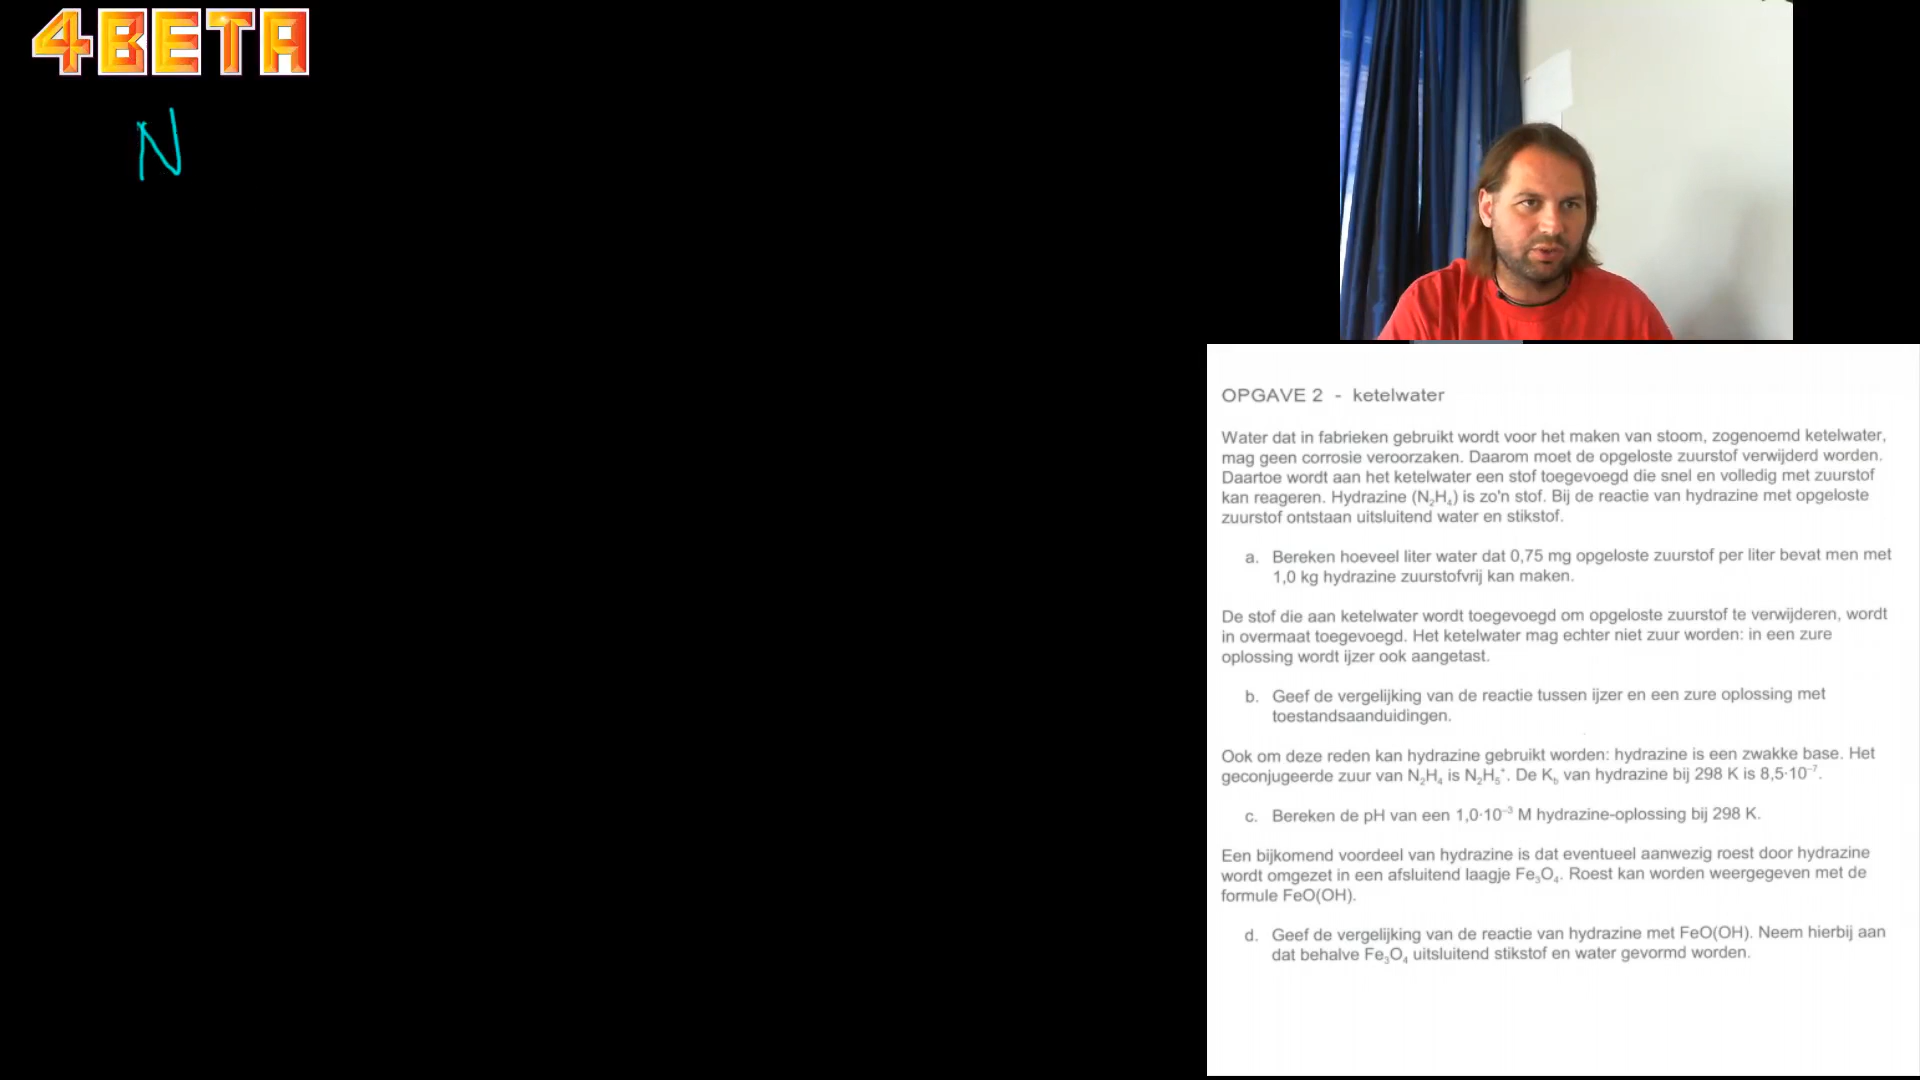 4BETA
N
OPGAVE 2 - ketelwater
Water dat in fabrieken gebruikt wordt voor het maken van stoom, zogenoemd ketelwater,
mag geen corrosie veroorzaken. Daarom moet de opgeloste zuurstof verwijderd worden.
Daartoe wordt aan het ketelwater een stof toegevoegd die snel en volledig met zuurstof
kan reageren. Hydrazine (N₂H₄) is zo'n stof. Bij de reactie van hydrazine met opgeloste
zuurstof ontstaan uitsluitend water en stikstof.
a. Bereken hoeveel liter water dat 0,75 mg opgeloste zuurstof per liter bevat men met
1,0 kg hydrazine zuurstofvrij kan maken.
De stof die aan ketelwater wordt toegevoegd om opgeloste zuurstof te verwijderen, wordt
in overmaat toegevoegd. Het ketelwater mag echter niet zuur worden: in een zure
oplossing wordt ijzer ook aangetast.
b. Geef de vergelijking van de reactie tussen ijzer en een zure oplossing met
toestandsaanduidingen.
Ook om deze reden kan hydrazine gebruikt worden: hydrazine is een zwakke base. Het
geconjugeerde zuur van N₂H₄ is N₂H₅⁺. De K_b van hydrazine bij 298 K is 8,5·10⁻⁷.
c. Bereken de pH van een 1,0·10⁻³ M hydrazine-oplossing bij 298 K.
Een bijkomend voordeel van hydrazine is dat eventueel aanwezig roest door hydrazine
wordt omgezet in een afsluitend laagje Fe₃O₄. Roest kan worden weergegeven met de
formule FeO(OH).
d. Geef de vergelijking van de reactie van hydrazine met FeO(OH). Neem hierbij aan
dat behalve Fe₃O₄ uitsluitend stikstof en water gevormd worden.